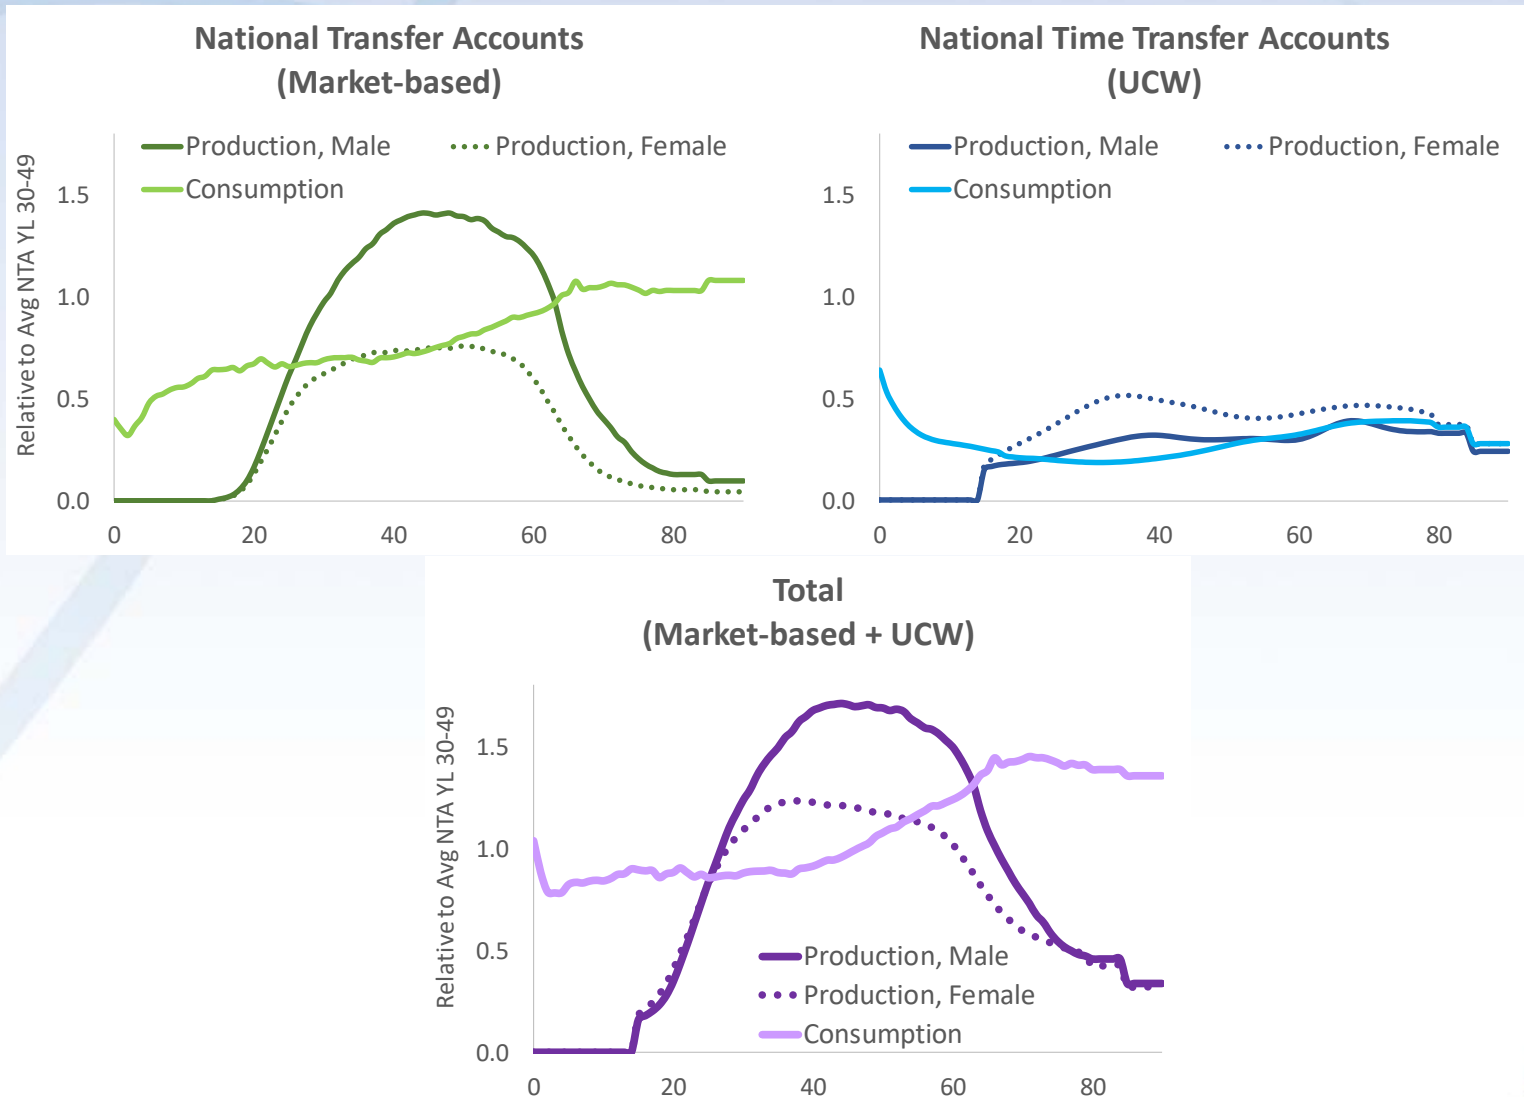 National Transfer Accounts
(Market-based)
Production, Male
Production, Female
Consumption
Relative to Avg NTA YL 30-49
1.5
1.0
0.5
0.0
0
20
40
60
80
National Time Transfer Accounts
(UCW)
Production, Male
Production, Female
Consumption
1.5
1.0
0.5
0.0
0
20
40
60
80
Total
(Market-based + UCW)
Relative to Avg NTA YL 30-49
1.5
1.0
0.5
0.0
Production, Male
Production, Female
Consumption
0
20
40
60
80